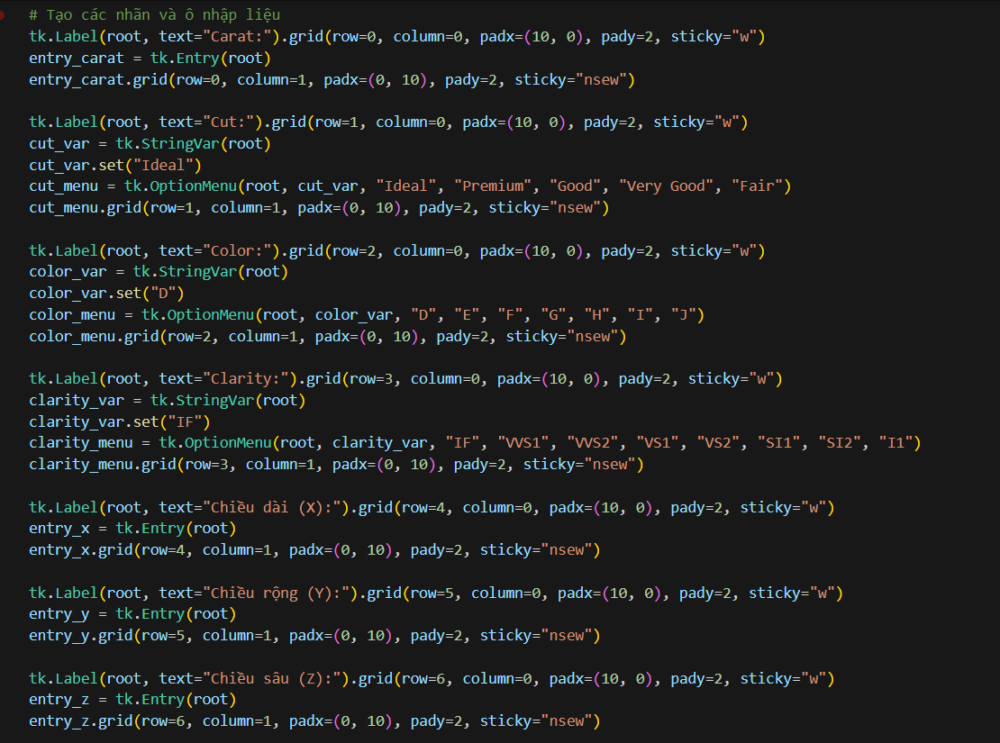 # Tạo các nhãn và ô nhập liệu
tk.Label(root, text="Carat:").grid(row=0, column=0, padx=(10, 0), pady=2, sticky="w")
entry_carat = tk.Entry(root)
entry_carat.grid(row=0, column=1, padx=(0, 10), pady=2, sticky="nsew")
tk.Label(root, text="Cut:").grid(row=1, column=0, padx=(10, 0), pady=2, sticky="w")
cut_var = tk.StringVar(root)
cut_var.set("Ideal")
cut_menu = tk.OptionMenu(root, cut_var, "Ideal", "Premium", "Good", "Very Good", "Fair")
cut_menu.grid(row=1, column=1, padx=(0, 10), pady=2, sticky="nsew")
tk.Label(root, text="Color:").grid(row=2, column=0, padx=(10, 0), pady=2, sticky="w")
color_var = tk.StringVar(root)
color_var.set("D")
color_menu = tk.OptionMenu(root, color_var, "D", "E", "F", "G", "H", "I", "J")
color_menu.grid(row=2, column=1, padx=(0, 10), pady=2, sticky="nsew")
tk.Label(root, text="Clarity:").grid(row=3, column=0, padx=(10, 0), pady=2, sticky="w")
clarity_var = tk.StringVar(root)
clarity_var.set("IF")
clarity_menu = tk.OptionMenu(root, clarity_var, "IF", "VVS1", "VVS2", "VS1", "VS2", "SI1", "SI2", "I1")
clarity_menu.grid(row=3, column=1, padx=(0, 10), pady=2, sticky="nsew")
tk.Label(root, text="Chiều dài (X):").grid(row=4, column=0, padx=(10, 0), pady=2, sticky="w")
entry_x = tk.Entry(root)
entry_x.grid(row=4, column=1, padx=(0, 10), pady=2, sticky="nsew")
tk.Label(root, text="Chiều rộng (Y):").grid(row=5, column=0, padx=(10, 0), pady=2, sticky="w")
entry_y = tk.Entry(root)
entry_y.grid(row=5, column=1, padx=(0, 10), pady=2, sticky="nsew")
tk.Label(root, text="Chiều sâu (Z):").grid(row=6, column=0, padx=(10, 0), pady=2, sticky="w")
entry_z = tk.Entry(root)
entry_z.grid(row=6, column=1, padx=(0, 10), pady=2, sticky="nsew")